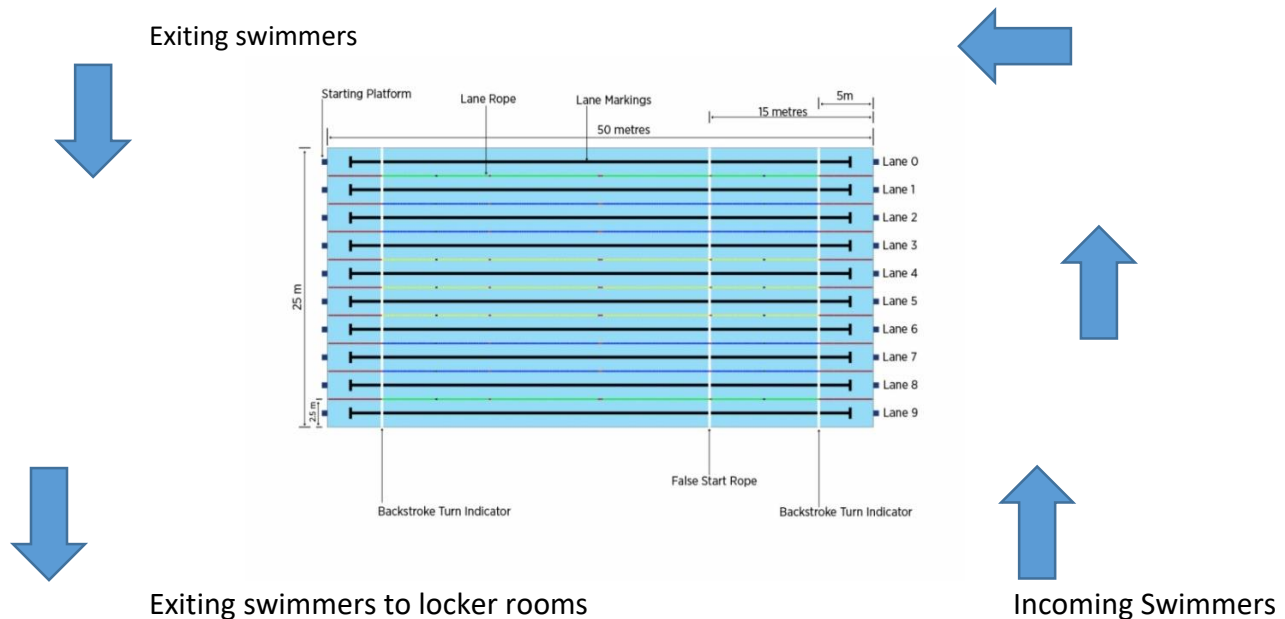 Exiting swimmers
Starting Platform
Lane Rope
Lane Markings
5m
15 metres
50 metres
Lane 0
Lane 1
Lane 2
Lane 3
Lane 4
Lane 5
Lane 6
Lane 7
Lane 8
Lane 9
25 m
2.5 m
False Start Rope
Backstroke Turn Indicator
Backstroke Turn Indicator
Exiting swimmers to locker rooms
Incoming Swimmers